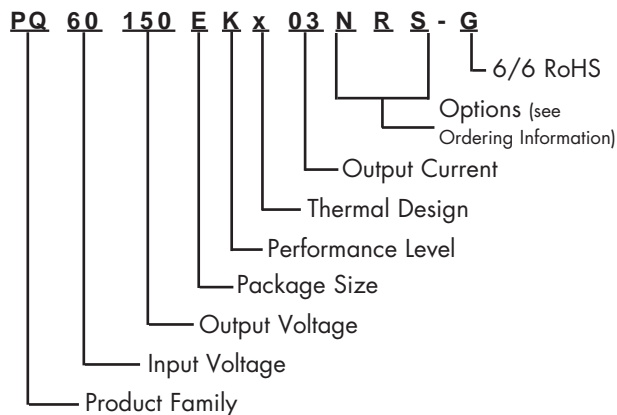 PQ 60 150 E K x 03 N R S - G
6/6 RoHS
Options (see
Ordering Information)
Output Current
Thermal Design
Performance Level
Package Size
Output Voltage
Input Voltage
Product Family